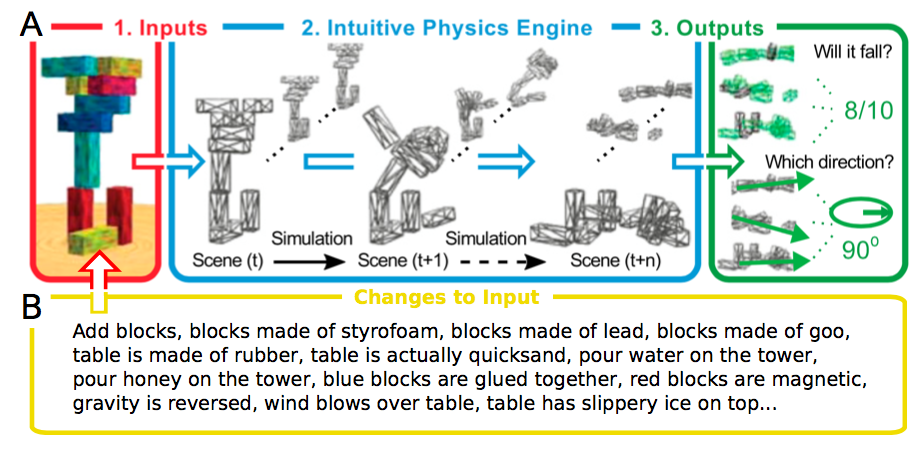 A
1. Inputs
2. Intuitive Physics Engine
3. Outputs
Will it fall?
8/10
Which direction?
90º
Simulation
Simulation
Scene (t)
Scene (t+1)
Scene (t+n)
B
Changes to Input
Add blocks, blocks made of styrofoam, blocks made of lead, blocks made of goo,
table is made of rubber, table is actually quicksand, pour water on the tower,
pour honey on the tower, blue blocks are glued together, red blocks are magnetic,
gravity is reversed, wind blows over table, table has slippery ice on top...